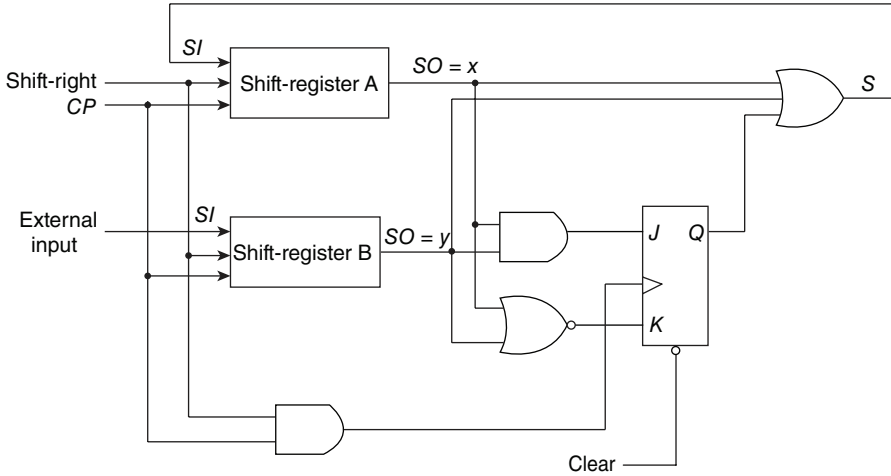 SI
SO = x
Shift-right
Shift-register A
S
CP
External
input
SI
SO = y
Shift-register B
J
Q
K
Clear